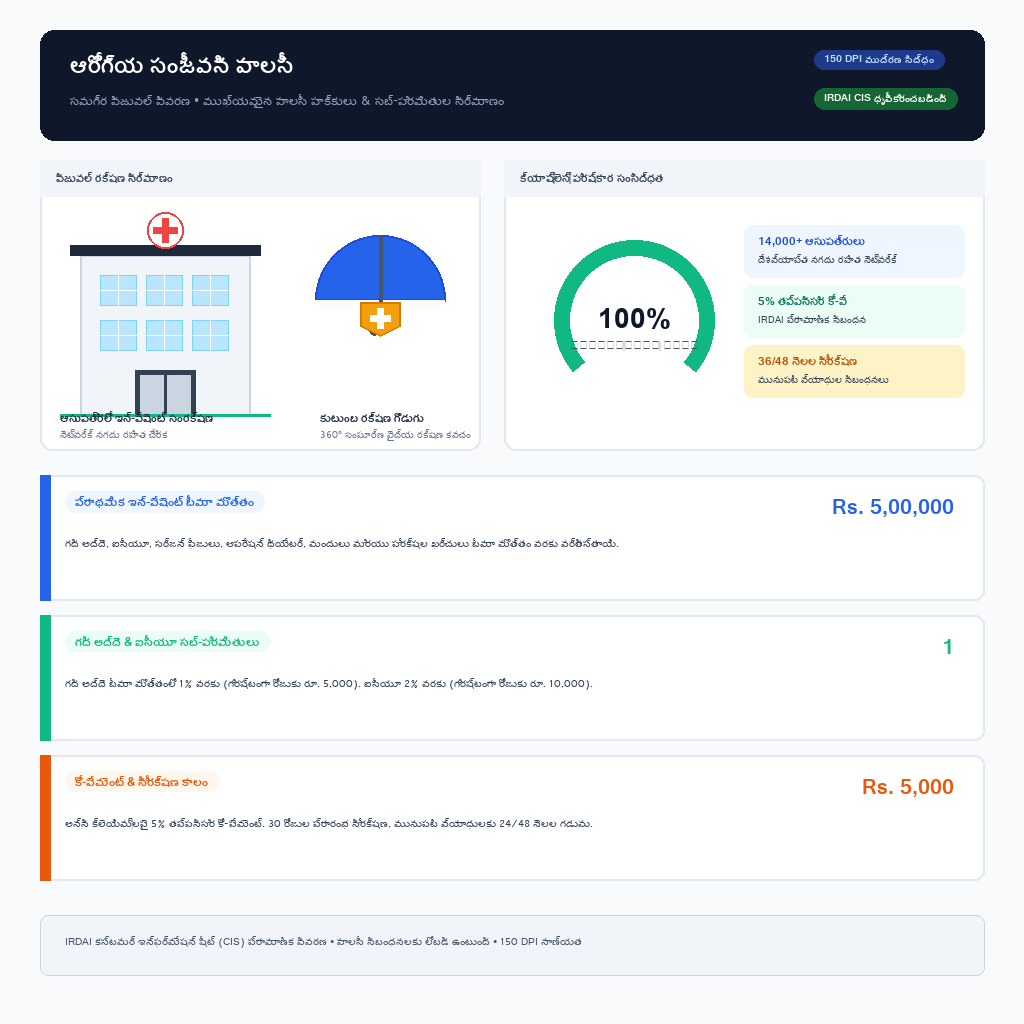 ఆరోగ్య సంజీవని పాలసీ
సమగ్ర విజువల్ వివరణ • ముఖ్యమైన పాలసీ హక్కులు & సబ్-పరిమితుల నిర్మాణం
150 DPI ముద్రణ సిద్ధం
IRDAI CIS ధృవీకరించబడింది
విజువల్ రక్షణ నిర్మాణం
ఆసుపత్రిలో ఇన్-పేషెంట్ సంరక్షణ
నెట్‌వర్క్ నగదు రహిత చేరిక
కుటుంబ రక్షణ గొడుగు
360° సంపూర్ణ వైద్య రక్షణ కవచం
క్యాష్‌లెస్ పరిష్కార సంసిద్ధత
100%
14,000+ ఆసుపత్రులు
దేశవ్యాప్త నగదు రహిత నెట్‌వర్క్
5% తప్పనిసరి కో-పే
IRDAI ప్రామాణిక నిబంధన
36/48 నెలల నిరీక్షణ
మునుపటి వ్యాధుల నిబంధనలు
ప్రాథమిక ఇన్-పేషెంట్ బీమా మొత్తం
Rs. 5,00,000
గది అద్దె, ఐసీయూ, సర్జన్ ఫీజులు, ఆపరేషన్ థియేటర్, మందులు మరియు పరీక్షల ఖర్చులు బీమా మొత్తం వరకు వర్తిస్తాయి.
గది అద్దె & ఐసీయూ సబ్-పరిమితులు
1
గది అద్దె బీమా మొత్తంలో 1% వరకు (గరిష్టంగా రోజుకు రూ. 5,000). ఐసీయూ 2% వరకు (గరిష్టంగా రోజుకు రూ. 10,000).
కో-పేమెంట్ & నిరీక్షణ కాలం
Rs. 5,000
అన్ని క్లెయిమ్‌లపై 5% తప్పనిసరి కో-పేమెంట్. 30 రోజుల ప్రారంభ నిరీక్షణ, మునుపటి వ్యాధులకు 24/48 నెలల గడువు.
IRDAI కస్టమర్ ఇన్ఫర్మేషన్ షీట్ (CIS) ప్రామాణిక వివరణ • పాలసీ నిబంధనలకు లోబడి ఉంటుంది • 150 DPI నాణ్యత